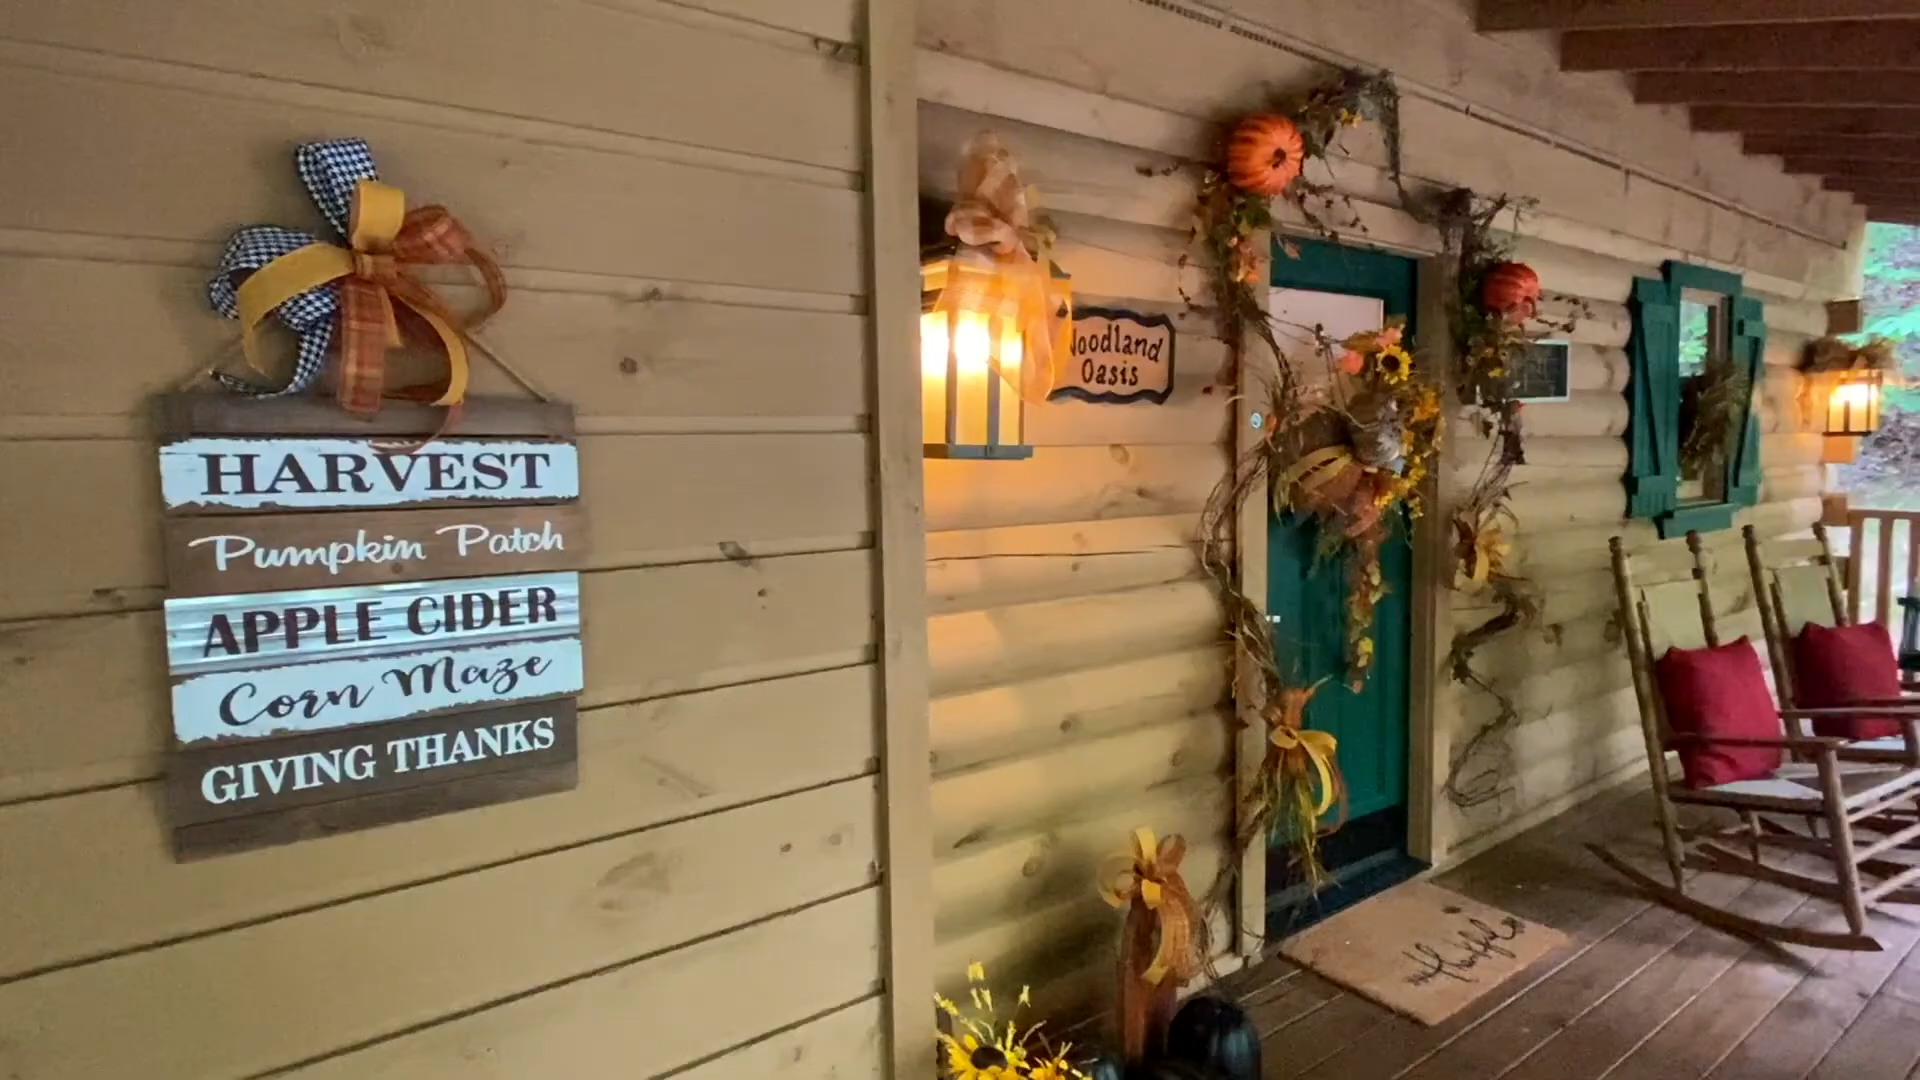 HARVEST
Pumpkin Patch
APPLE CIDER
Corn Maze
GIVING THANKS
Woodland
Oasis